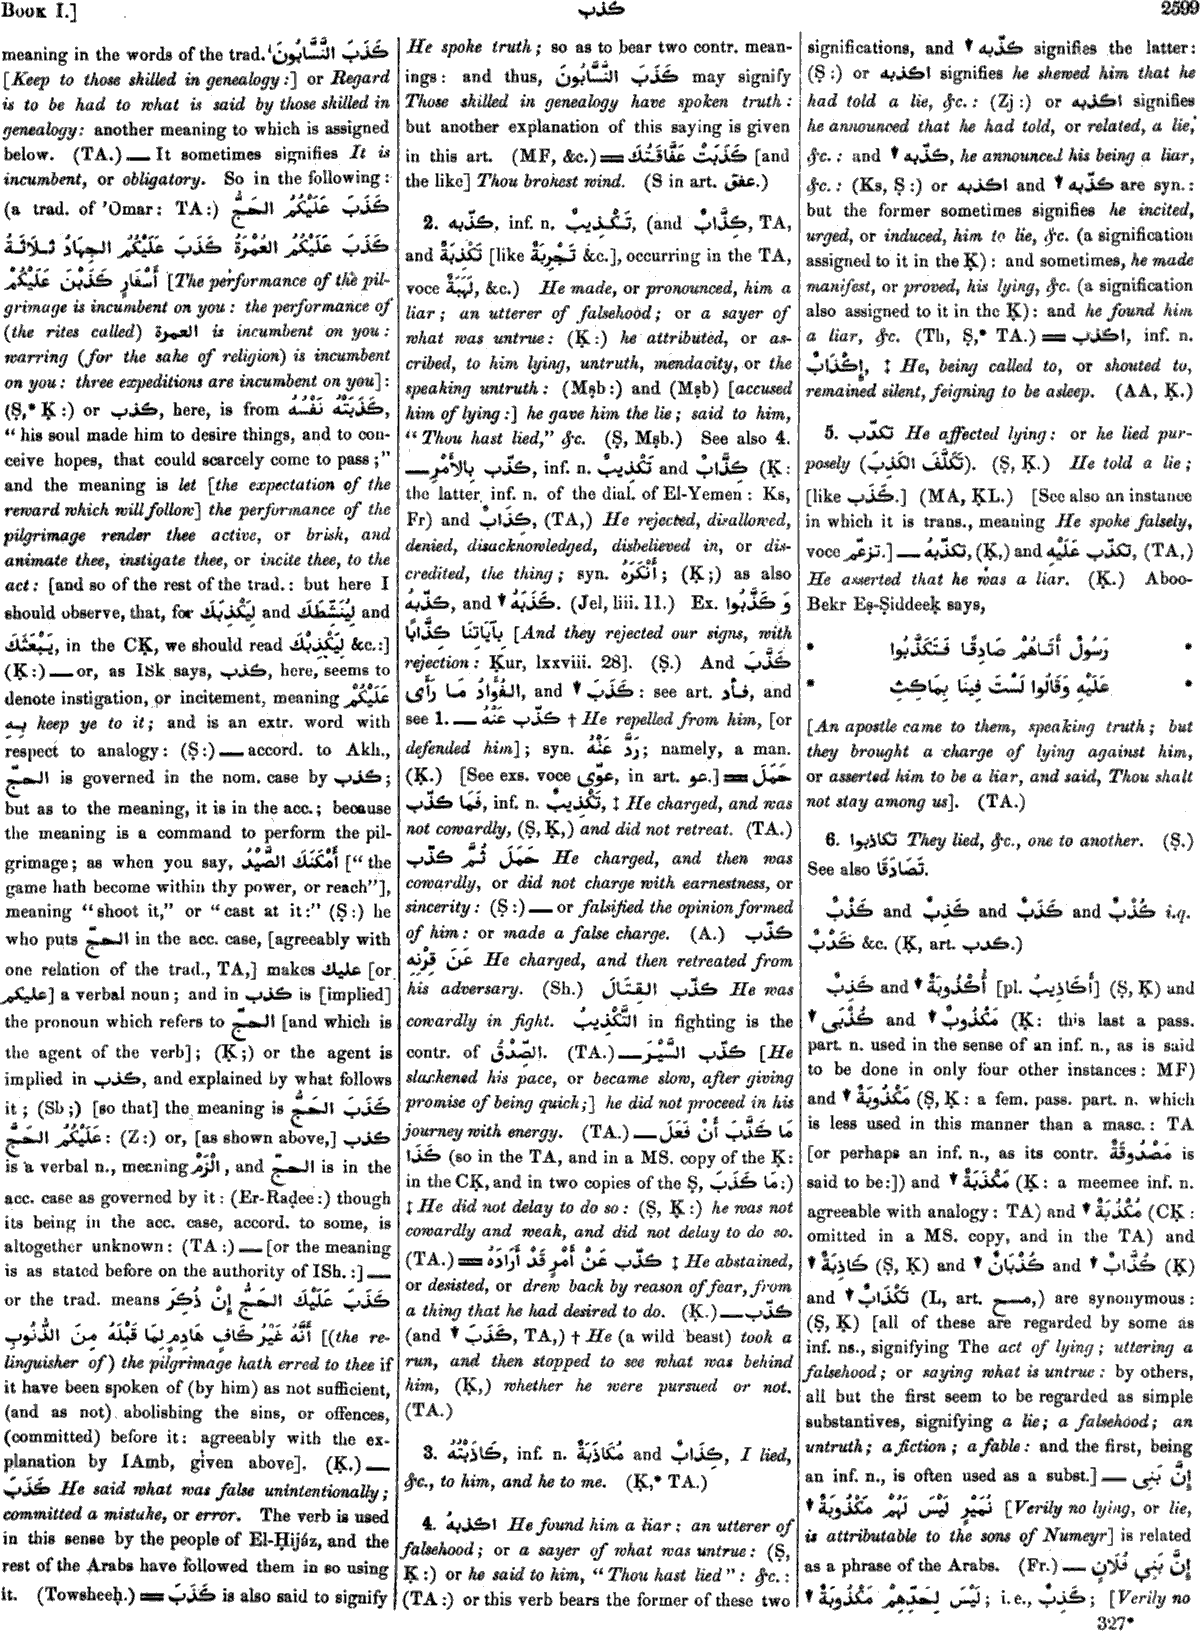 BOOK I.]
كذب
2599
meaning in the words of the trad. كَذَبَ النَّسَّابُونَ
[Keep to those skilled in genealogy:] or Regard
is to be had to what is said by those skilled in
genealogy: another meaning to which is assigned
below. (TA.) — It sometimes signifies It is
incumbent, or obligatory. So in the following:
(a trad. of 'Omar: TA:) كَذَبَ عَلَيْكُمُ الحَجُّ
كَذَبَ عَلَيْكُمُ العُمْرَةُ كَذَبَ عَلَيْكُمُ الجِهَادُ ثَلَاثَةُ
أَسْفَارٍ كَذَبْنَ عَلَيْكُمْ [The performance of the pil-
grimage is incumbent on you: the performance of
(the rites called) العمرة is incumbent on you:
warring (for the sake of religion) is incumbent
on you: three expeditions are incumbent on you]:
(Ṣ,* Ḳ:) or كذب, here, is from كَذَبَتْهُ نَفْسُهُ,
“his soul made him to desire things, and to con-
ceive hopes, that could scarcely come to pass;”
and the meaning is let [the expectation of the
reward which will follow] the performance of the
pilgrimage render thee active, or brisk, and
animate thee, instigate thee, or incite thee, to the
act: [and so of the rest of the trad.: but here I
should observe, that, for لِيُكَذِّبَكَ and لِيُنَشِّطَكَ and
يَبْعَثَكَ, in the CḲ, we should read لِيَكْذِبْكَ &c.:]
(Ḳ:) — or, as ISk says, كذب, here, seems to
denote instigation, or incitement, meaning عَلَيْكُمْ
بِهِ keep ye to it; and is an extr. word with
respect to analogy: (Ṣ:) — accord. to Akh.,
الحجّ is governed in the nom. case by كذب;
but as to the meaning, it is in the acc.; because
the meaning is a command to perform the pil-
grimage; as when you say, أَمْكَنَكَ الصَّيْدُ [“the
game hath become within thy power, or reach”],
meaning “shoot it,” or “cast at it:” (Ṣ:) he
who puts الحجّ in the acc. case, [agreeably with
one relation of the trad., TA,] makes عليك [or
عليكم] a verbal noun; and in كذب is [implied]
the pronoun which refers to الحجّ [and which is
the agent of the verb]; (Ḳ;) or the agent is
implied in كذب, and explained by what follows
it; (Sb;) [so that] the meaning is كَذَبَ الحَجُّ
عَلَيْكُمُ الحَجَّ: (Z:) or, [as shown above,] كذب
is a verbal n., meaning اِلْزَمْ, and الحجّ is in the
acc. case as governed by it: (Er-Raḍee:) though
its being in the acc. case, accord. to some, is
altogether unknown: (TA:) — [or the meaning
is as stated before on the authority of ISh.:] —
or the trad. means كَذَبَ عَلَيْكَ الحَجُّ إِنْ ذُكِرَ
أَنَّهُ غَيْرُ كَافٍ هَادِمٍ لِمَا قَبْلَهُ مِنَ الذُّنُوبِ [(the re-
linguisher of) the pilgrimage hath erred to thee if
it have been spoken of (by him) as not sufficient,
(and as not) abolishing the sins, or offences,
(committed) before it: agreeably with the ex-
planation by IAmb, given above]. (Ḳ.) —
كَذَبَ He said what was false unintentionally;
committed a mistake, or error. The verb is used
in this sense by the people of El-Ḥijáz, and the
rest of the Arabs have followed them in so using
it. (Towsheeḥ.) = كَذَبَ is also said to signify
He spoke truth; so as to bear two contr. mean-
ings: and thus, كَذَبَ النَّسَّابُونَ may signify
Those skilled in genealogy have spoken truth:
but another explanation of this saying is given
in this art. (MF, &c.) = كَذَبَتْ عَفَّاقَتُكَ [and
the like] Thou brokest wind. (S in art. عفق.)
2. كذّبه, inf. n. تَكْذِيبٌ, (and كِذَّابٌ, TA,
and تَكْذِبَةٌ [like تَجْرِبَةٌ &c.], occurring in the TA,
voce لَهِبَةٌ, &c.) He made, or pronounced, him a
liar; an utterer of falsehood; or a sayer of
what was untrue: (Ḳ:) he attributed, or as-
cribed, to him lying, untruth, mendacity, or the
speaking untruth: (Mṣb:) and (Mṣb) [accused
him of lying:] he gave him the lie; said to him,
“Thou hast lied,” &c. (Ṣ, Mṣb.) See also 4.
— كذّب بِالأَمْرِ, inf. n. تَكْذِيبٌ and كِذَّابٌ (Ḳ:
the latter inf. n. of the dial. of El-Yemen: Ks,
Fr) and كِذَابٌ, (TA,) He rejected, disallowed,
denied, disacknowledged, disbelieved in, or dis-
credited, the thing; syn. أَنْكَرَهُ; (Ḳ;) as also
كذّبهُ, and ▼ كَذَبَهُ. (Jel, liii. 11.) Ex. وَ كَذَّبُوا
بِآيَاتِنَا كِذَّابًا [And they rejected our signs, with
rejection: Ḳur, lxxviii. 28]. (Ṣ.) And كَذَّبَ
الفُؤَادُ مَا رَأَى, and ▼ كَذَبَ: see art. فأد, and
see 1. — كذّب عَنْهُ † He repelled from him, [or
defended him]; syn. رَدَّ عَنْهُ; namely, a man.
(Ḳ.) [See exs. voce عوّى, in art. عو.] = حَمَلَ
فَمَا كذّب, inf. n. تَكْذِيبٌ, ‡ He charged, and was
not cowardly, (Ṣ, Ḳ,) and did not retreat. (TA.)
حَمَلَ ثُمَّ كذّب He charged, and then was
cowardly, or did not charge with earnestness, or
sincerity: (Ṣ:) — or falsified the opinion formed
of him: or made a false charge. (A.) كذّب
عَنَ قِرْنِهِ He charged, and then retreated from
his adversary. (Sh.) كذّب القِتَالَ He was
cowardly in fight. التَّكْذِيبُ in fighting is the
contr. of الصِّدْقُ. (TA.) — كذّب السَّيْرَ [He
slackened his pace, or became slow, after giving
promise of being quick;] he did not proceed in his
journey with energy. (TA.) — مَا كَذَّبَ أَنْ فَعَلَ
كَذَا (so in the TA, and in a MS. copy of the Ḳ:
in the CḲ, and in two copies of the Ṣ, مَا كَذَبَ:)
‡ He did not delay to do so: (Ṣ, Ḳ:) he was not
cowardly and weak, and did not delay to do so.
(TA.) = كذّب عَنْ أَمْرٍ قَدْ أَرَادَهُ ‡ He abstained,
or desisted, or drew back by reason of fear, from
a thing that he had desired to do. (Ḳ.) — كذّب
(and ▼ كَذَبَ, TA,) † He (a wild beast) took a
run, and then stopped to see what was behind
him, (Ḳ,) whether he were pursued or not.
(TA.)
3. كَاذَبْتُهُ, inf. n. مُكَاذَبَةٌ and كِذَابٌ, I lied,
&c., to him, and he to me. (Ḳ,* TA.)
4. اكذبهُ He found him a liar: an utterer of
falsehood; or a sayer of what was untrue: (Ṣ,
Ḳ:) or he said to him, “Thou hast lied”: &c.:
(TA:) or this verb bears the former of these two
significations, and ▼ كذّبه signifies the latter:
(Ṣ:) or اكذبه signifies he shewed him that he
had told a lie, &c.: (Zj:) or اكذبه signifies
he announced that he had told, or related, a lie,
&c.: and ▼ كذّبه, he announced his being a liar,
&c.: (Ks, Ṣ:) or اكذبه and ▼ كذّبه are syn.:
but the former sometimes signifies he incited,
urged, or induced, him to lie, &c. (a signification
assigned to it in the Ḳ): and sometimes, he made
manifest, or proved, his lying, &c. (a signification
also assigned to it in the Ḳ): and he found him
a liar, &c. (Th, Ṣ,* TA.) = اكذب, inf. n.
إِكْذَابٌ, ‡ He, being called to, or shouted to,
remained silent, feigning to be asleep. (AA, Ḳ.)
5. تكذّب He affected lying: or he lied pur-
posely (تَكَلَّفَ الكَذِبَ). (Ṣ, Ḳ.) He told a lie;
[like كَذَبَ.] (MA, ḲL.) [See also an instance
in which it is trans., meaning He spoke falsely,
voce تزعّم.] — تكذّبهُ, (Ḳ,) and تكذّب عَلَيْهِ, (TA,)
He asserted that he was a liar. (Ḳ.) Aboo-
Bekr Eṣ-Ṣiddeeḳ says,
* رَسُولٌ أَتَاهُمْ صَادِقًا فَتَكَذَّبُوا *
* عَلَيْهِ وَقَالُوا لَسْتَ فِينَا بِمَاكِثِ *
[An apostle came to them, speaking truth; but
they brought a charge of lying against him,
or asserted him to be a liar, and said, Thou shalt
not stay among us]. (TA.)
6. تكاذبوا They lied, &c., one to another. (Ṣ.)
See also تَصَادَقَا.
كَذْبٌ and كَذِبٌ and كَذَبٌ and كُذْبٌ i.q.
كَدْبٌ &c. (Ḳ, art. كدب.)
كَذِبٌ and ▼ أُكْذُوبَةٌ [pl. أَكَاذِيبُ] (Ṣ, Ḳ) and
▼ كُذْبَى and ▼ مَكْذُوبٌ (Ḳ: this last a pass.
part. n. used in the sense of an inf. n., as is said
to be done in only four other instances: MF)
and ▼ مَكْذُوبَةٌ (Ṣ, Ḳ: a fem. pass. part. n. which
is less used in this manner than a masc.: TA
[or perhaps an inf. n., as its contr. مَصْدُوقَةٌ is
said to be:]) and ▼ مَكْذَبَةٌ (Ḳ: a meemee inf. n.
agreeable with analogy: TA) and ▼ مَكْذُبَةٌ (CḲ:
omitted in a MS. copy, and in the TA) and
▼ كَاذِبَةٌ (Ṣ, Ḳ) and ▼ كُذْبَانٌ and ▼ كُذَّابٌ (Ḳ)
and ▼ تَكْذَابٌ (L, art. مسح,) are synonymous:
(Ṣ, Ḳ) [all of these are regarded by some as
inf. ns., signifying The act of lying; uttering a
falsehood; or saying what is untrue: by others,
all but the first seem to be regarded as simple
substantives, signifying a lie; a falsehood; an
untruth; a fiction; a fable: and the first, being
an inf. n., is often used as a subst.] — إِنَّ بَنِى
▼ نُمَيْرٍ لَيْسَ لَهُمْ مَكْذُوبَةٌ [Verily no lying, or lie,
is attributable to the sons of Numeyr] is related
as a phrase of the Arabs. (Fr.) — إِنَّ بَنِي فُلَانٍ
▼ لَيْسَ لِحَدِّهِمْ مَكْذُوبَةٌ; i.e., كَذِبٌ; [Verily no
327*